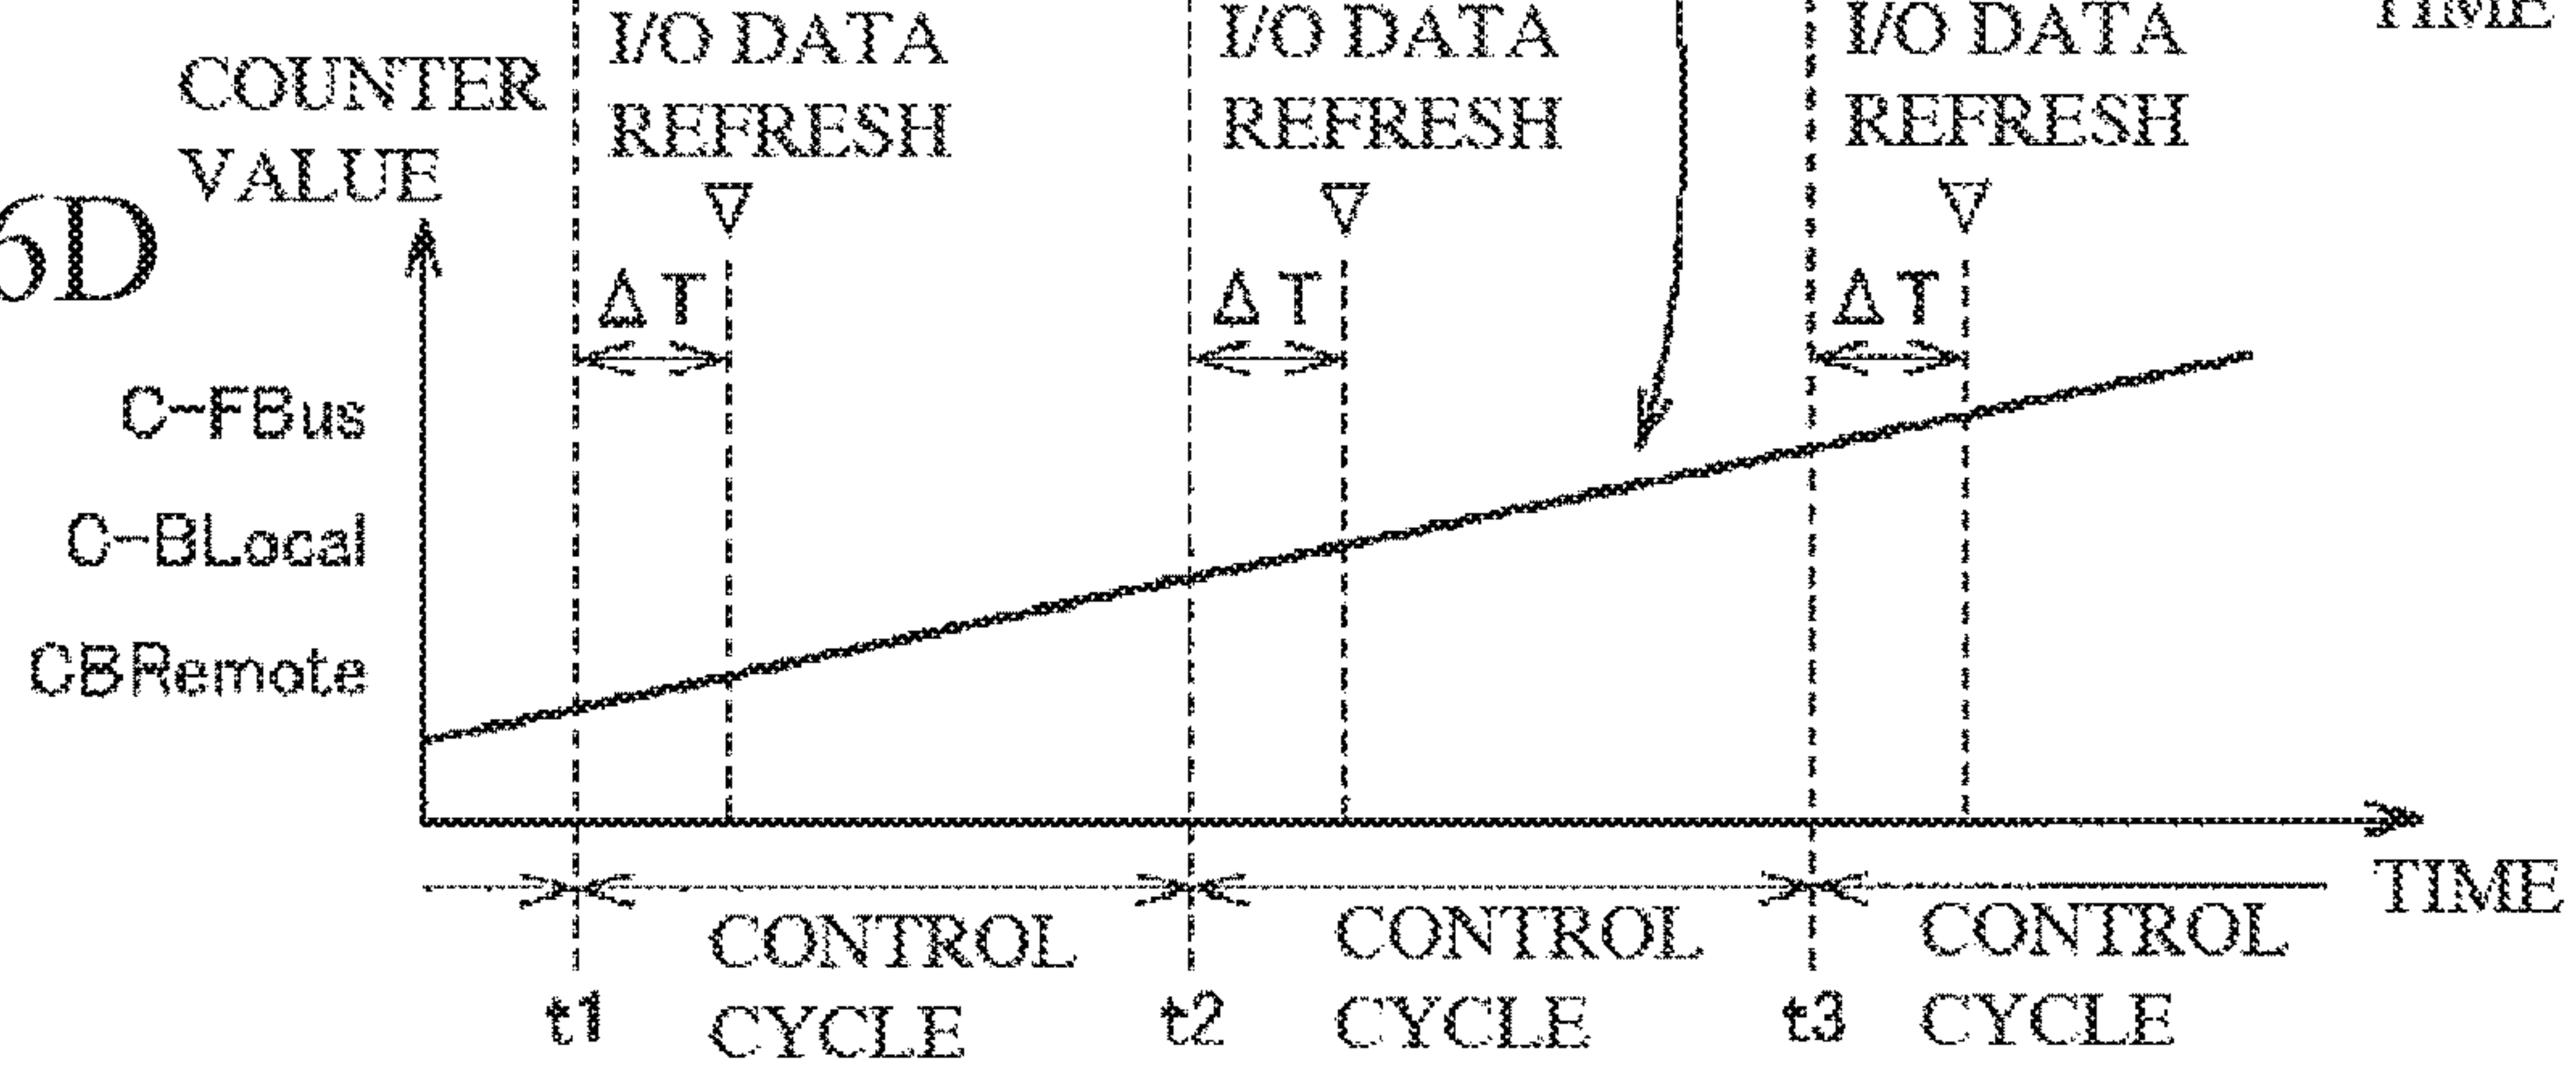 TIME
I/O DATA
REFRESH
I/O DATA
REFRESH
I/O DATA
REFRESH
COUNTER
VALUE
6D
ΔT
ΔT
ΔT
C-FBus
C-BLocal
CBRemote
TIME
CONTROL
CYCLE
CONTROL
CYCLE
CONTROL
CYCLE
t1
t2
t3